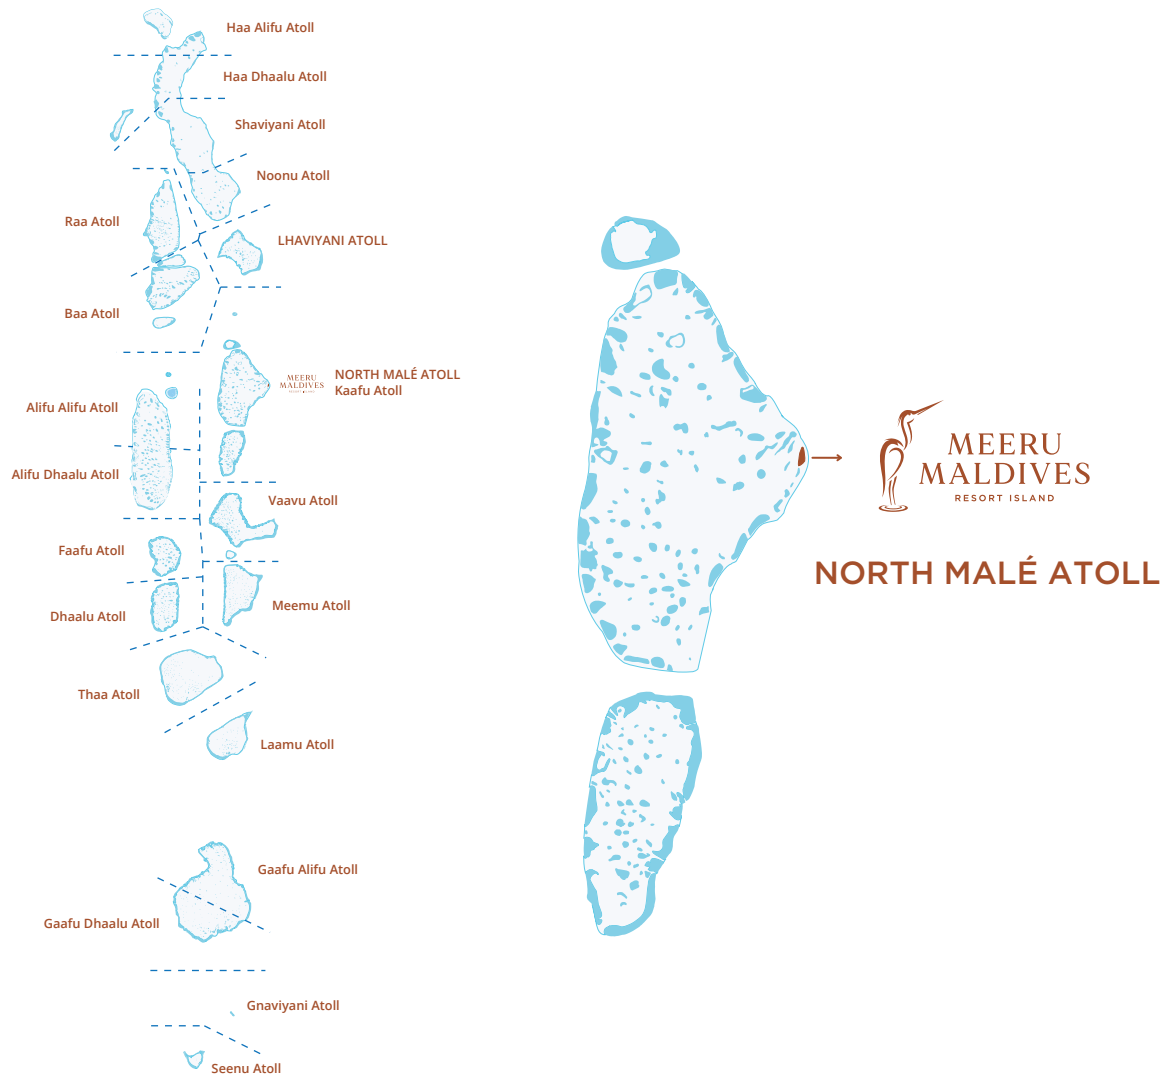 Haa Alifu Atoll
Haa Dhaalu Atoll
Shaviyani Atoll
Noonu Atoll
Raa Atoll
LHAVIYANI ATOLL
Baa Atoll
MEERU
MALDIVES
RESORT ISLAND
NORTH MALÉ ATOLL
Kaafu Atoll
Alifu Alifu Atoll
Alifu Dhaalu Atoll
Vaavu Atoll
Faafu Atoll
Meemu Atoll
Dhaalu Atoll
Thaa Atoll
Laamu Atoll
Gaafu Alifu Atoll
Gaafu Dhaalu Atoll
Gnaviyani Atoll
Seenu Atoll
MEERU
MALDIVES
RESORT ISLAND
NORTH MALÉ ATOLL